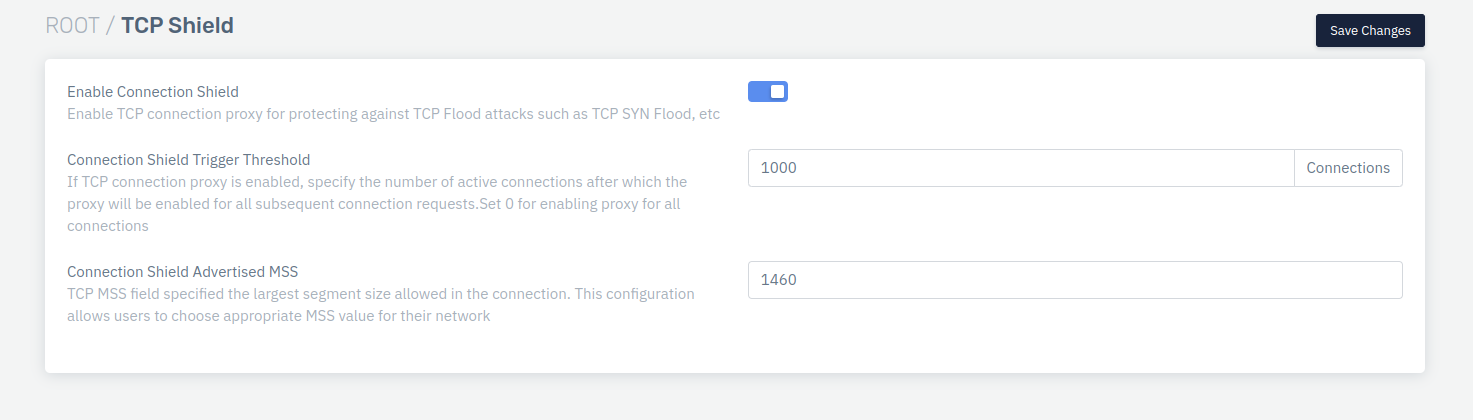 ROOT / TCP Shield
Save Changes
Enable Connection Shield
Enable TCP connection proxy for protecting against TCP Flood attacks such as TCP SYN Flood, etc
Connection Shield Trigger Threshold
If TCP connection proxy is enabled, specify the number of active connections after which the
proxy will be enabled for all subsequent connection requests.Set 0 for enabling proxy for all
connections
1000
Connections
Connection Shield Advertised MSS
TCP MSS field specified the largest segment size allowed in the connection. This configuration
allows users to choose appropriate MSS value for their network
1460